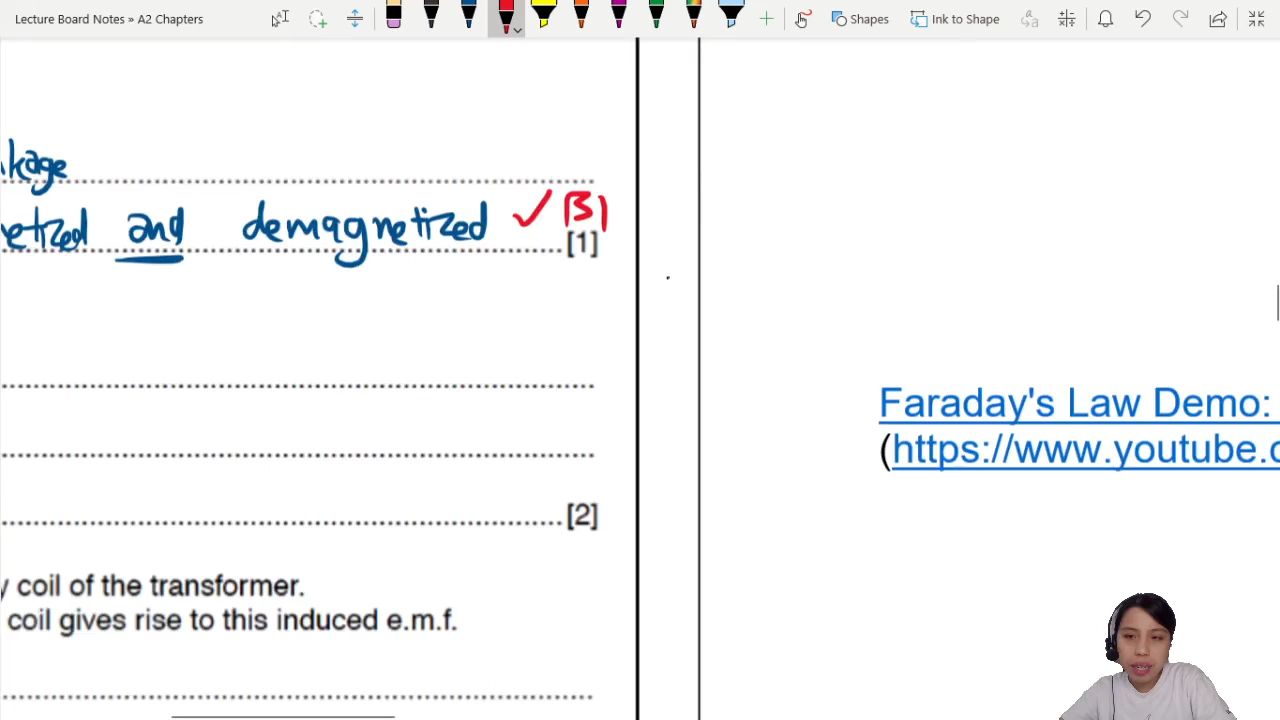 Lecture Board Notes » A2 Chapters
Shapes
Ink to Shape
kage
etized and demagnetized ✓ B1
[1]
[2]
y coil of the transformer.
coil gives rise to this induced e.m.f.
Faraday's Law Demo:
(https://www.youtube.c